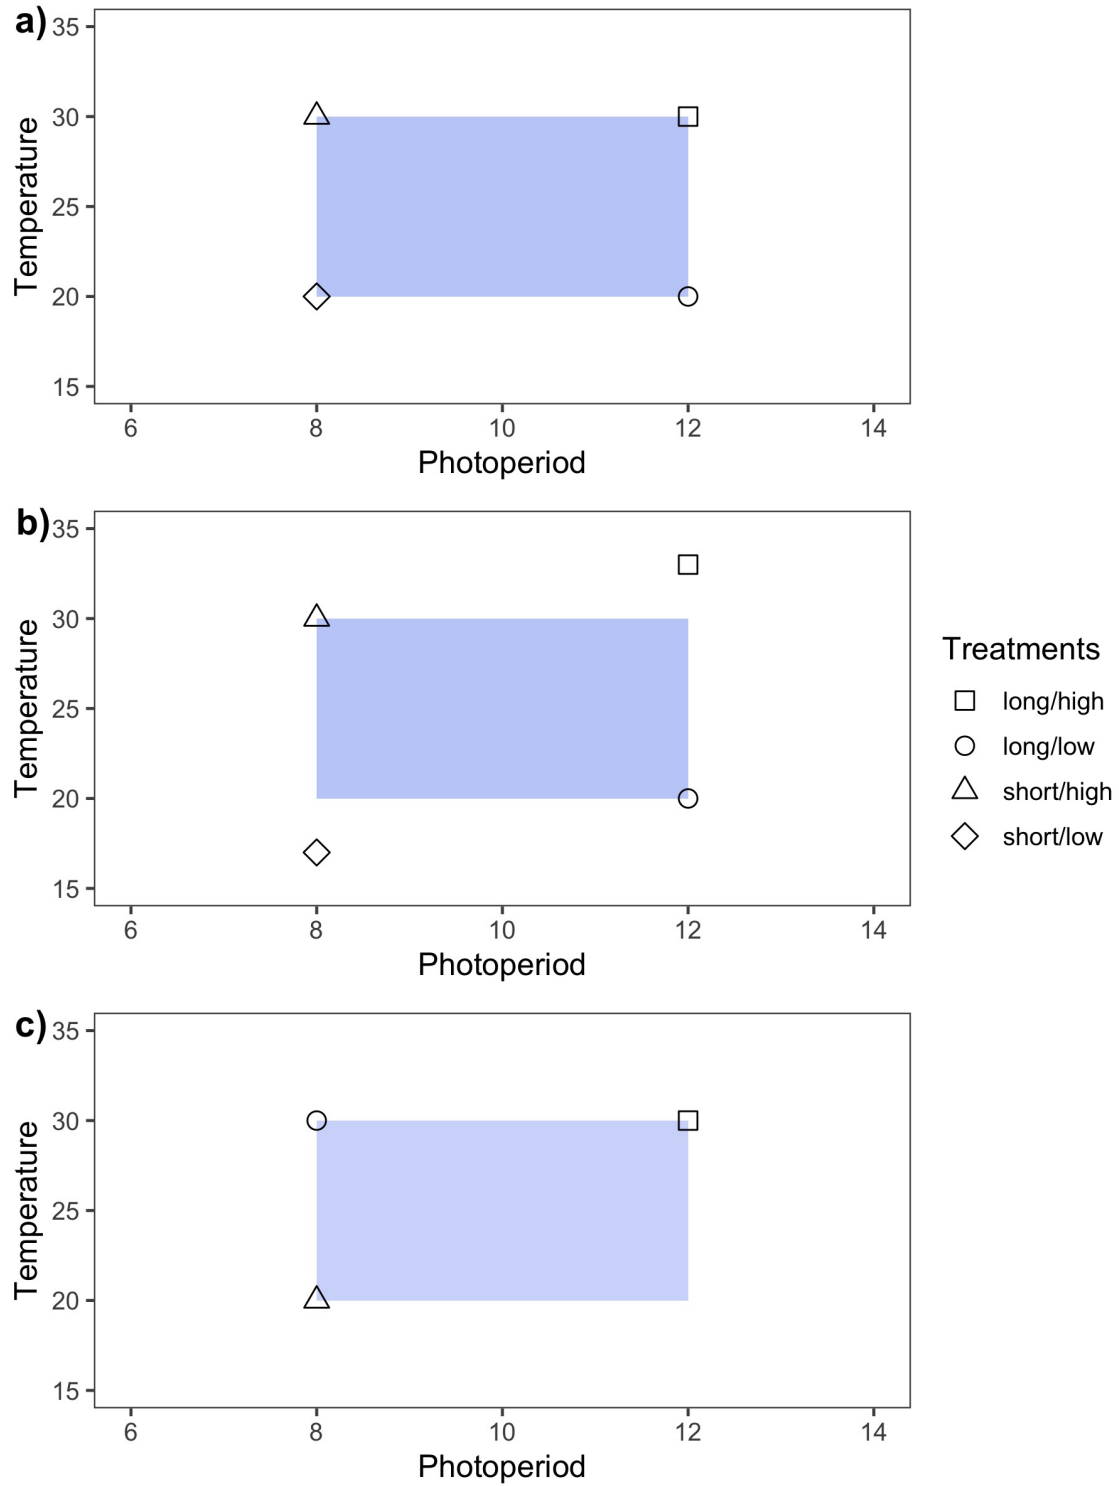 a)
35
30
25
20
15
Temperature
6 8 10 12 14
Photoperiod
b)
35
30
25
20
15
Temperature
6 8 10 12 14
Photoperiod
Treatments
long/high
long/low
short/high
short/low
c)
35
30
25
20
15
Temperature
6 8 10 12 14
Photoperiod